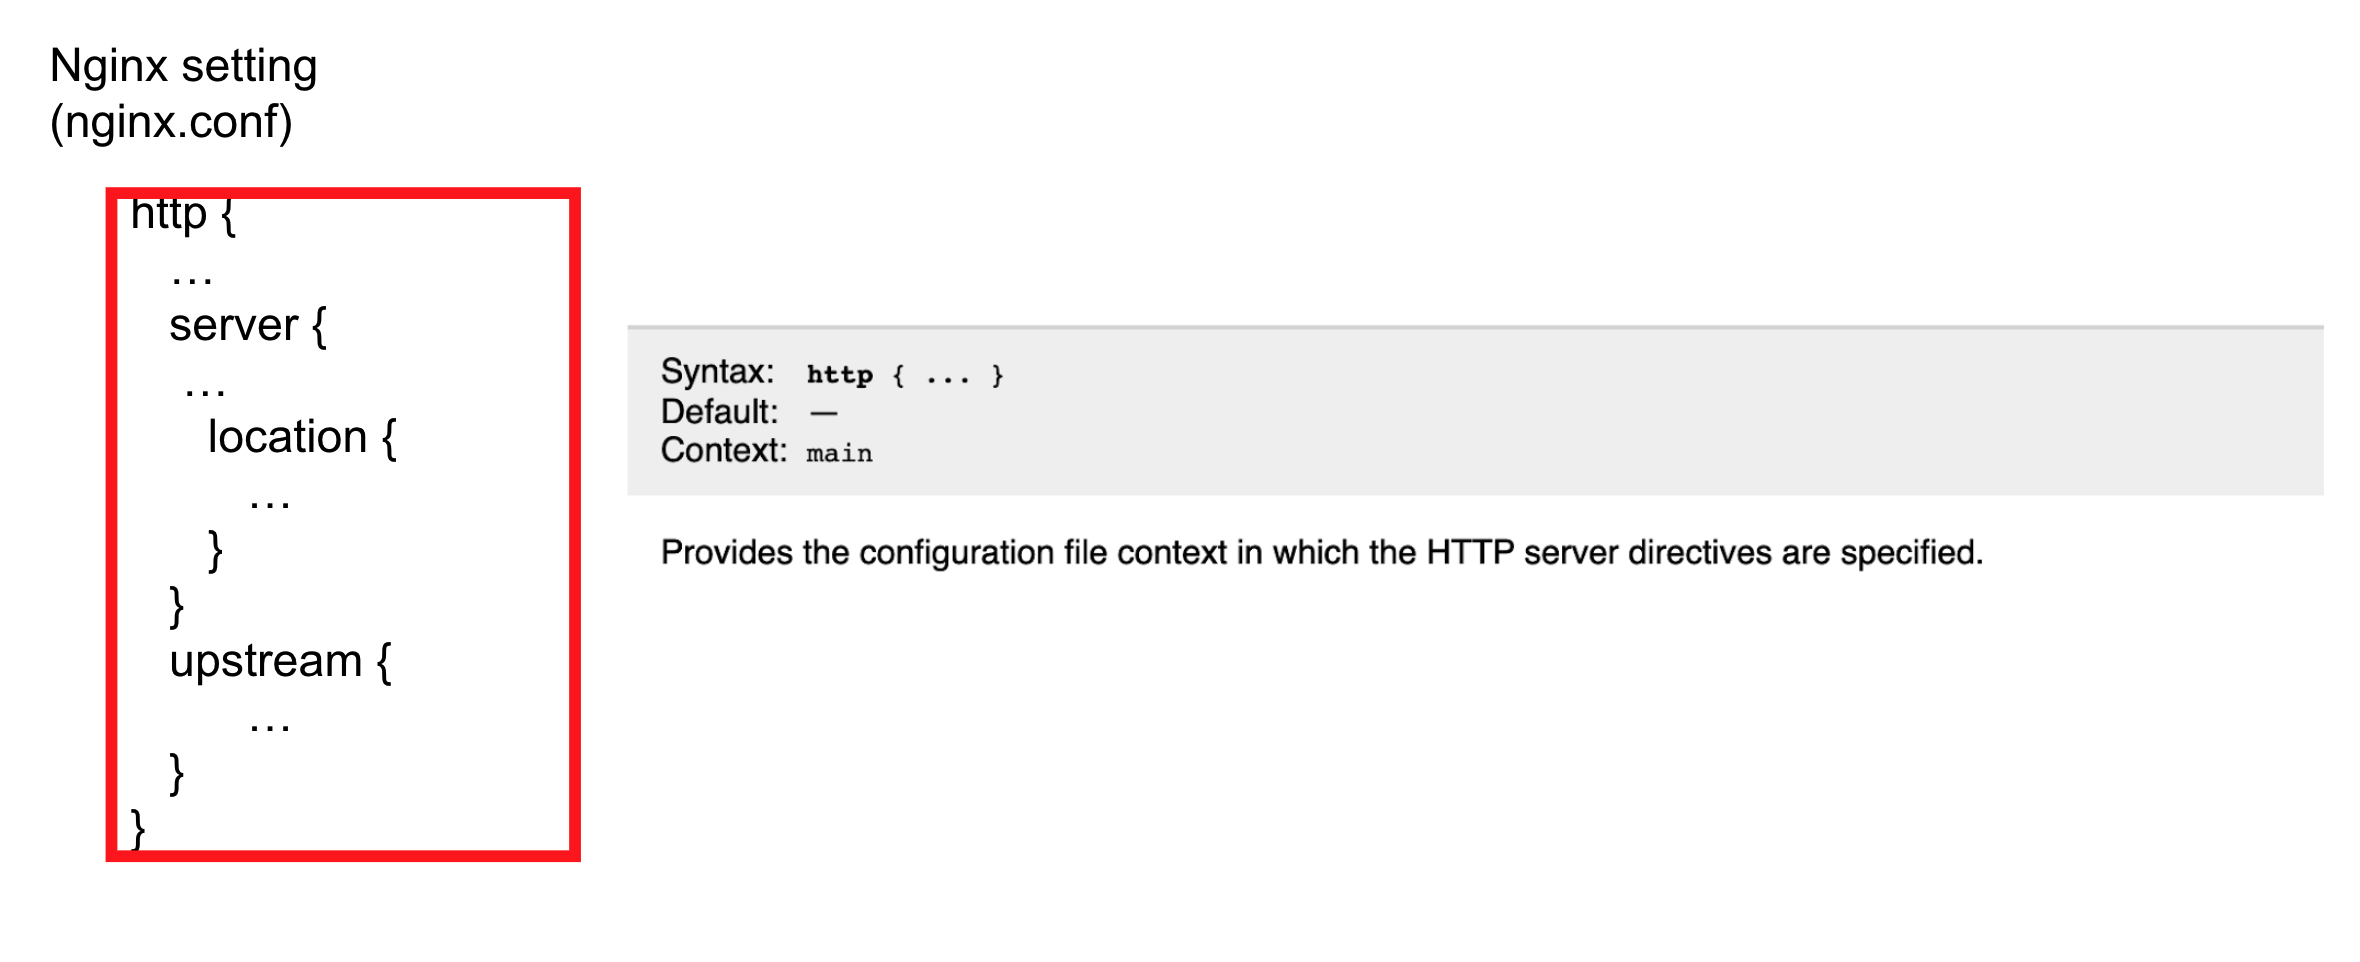 Nginx setting
(nginx.conf)
http {
…
server {
…
location {
…
}
}
upstream {
…
}
}
Syntax: http { ... }
Default: —
Context: main
Provides the configuration file context in which the HTTP server directives are specified.